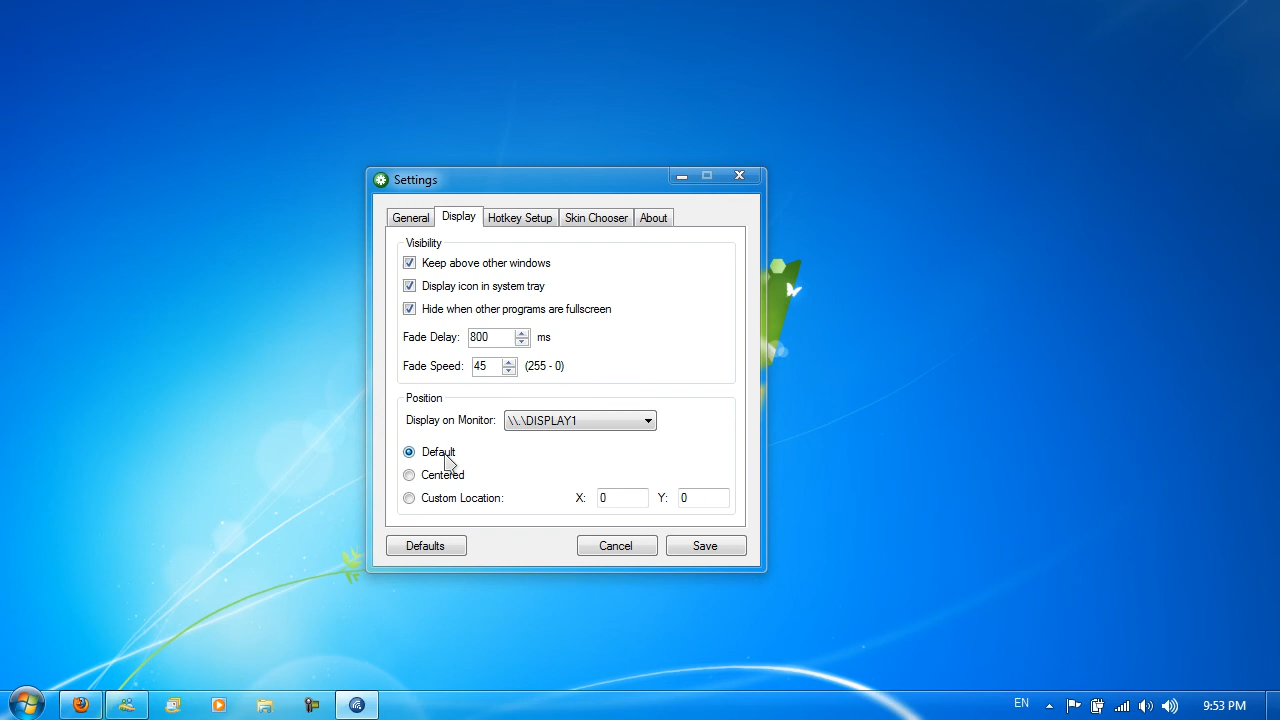 Settings
General Display Hotkey Setup Skin Chooser About
Visibility
Keep above other windows
Display icon in system tray
Hide when other programs are fullscreen
Fade Delay: 800 ms
Fade Speed: 45 (255 - 0)
Position
Display on Monitor: \\.\DISPLAY1
Default
Centered
Custom Location: X: 0 Y: 0
Defaults Cancel Save
EN 9:53 PM